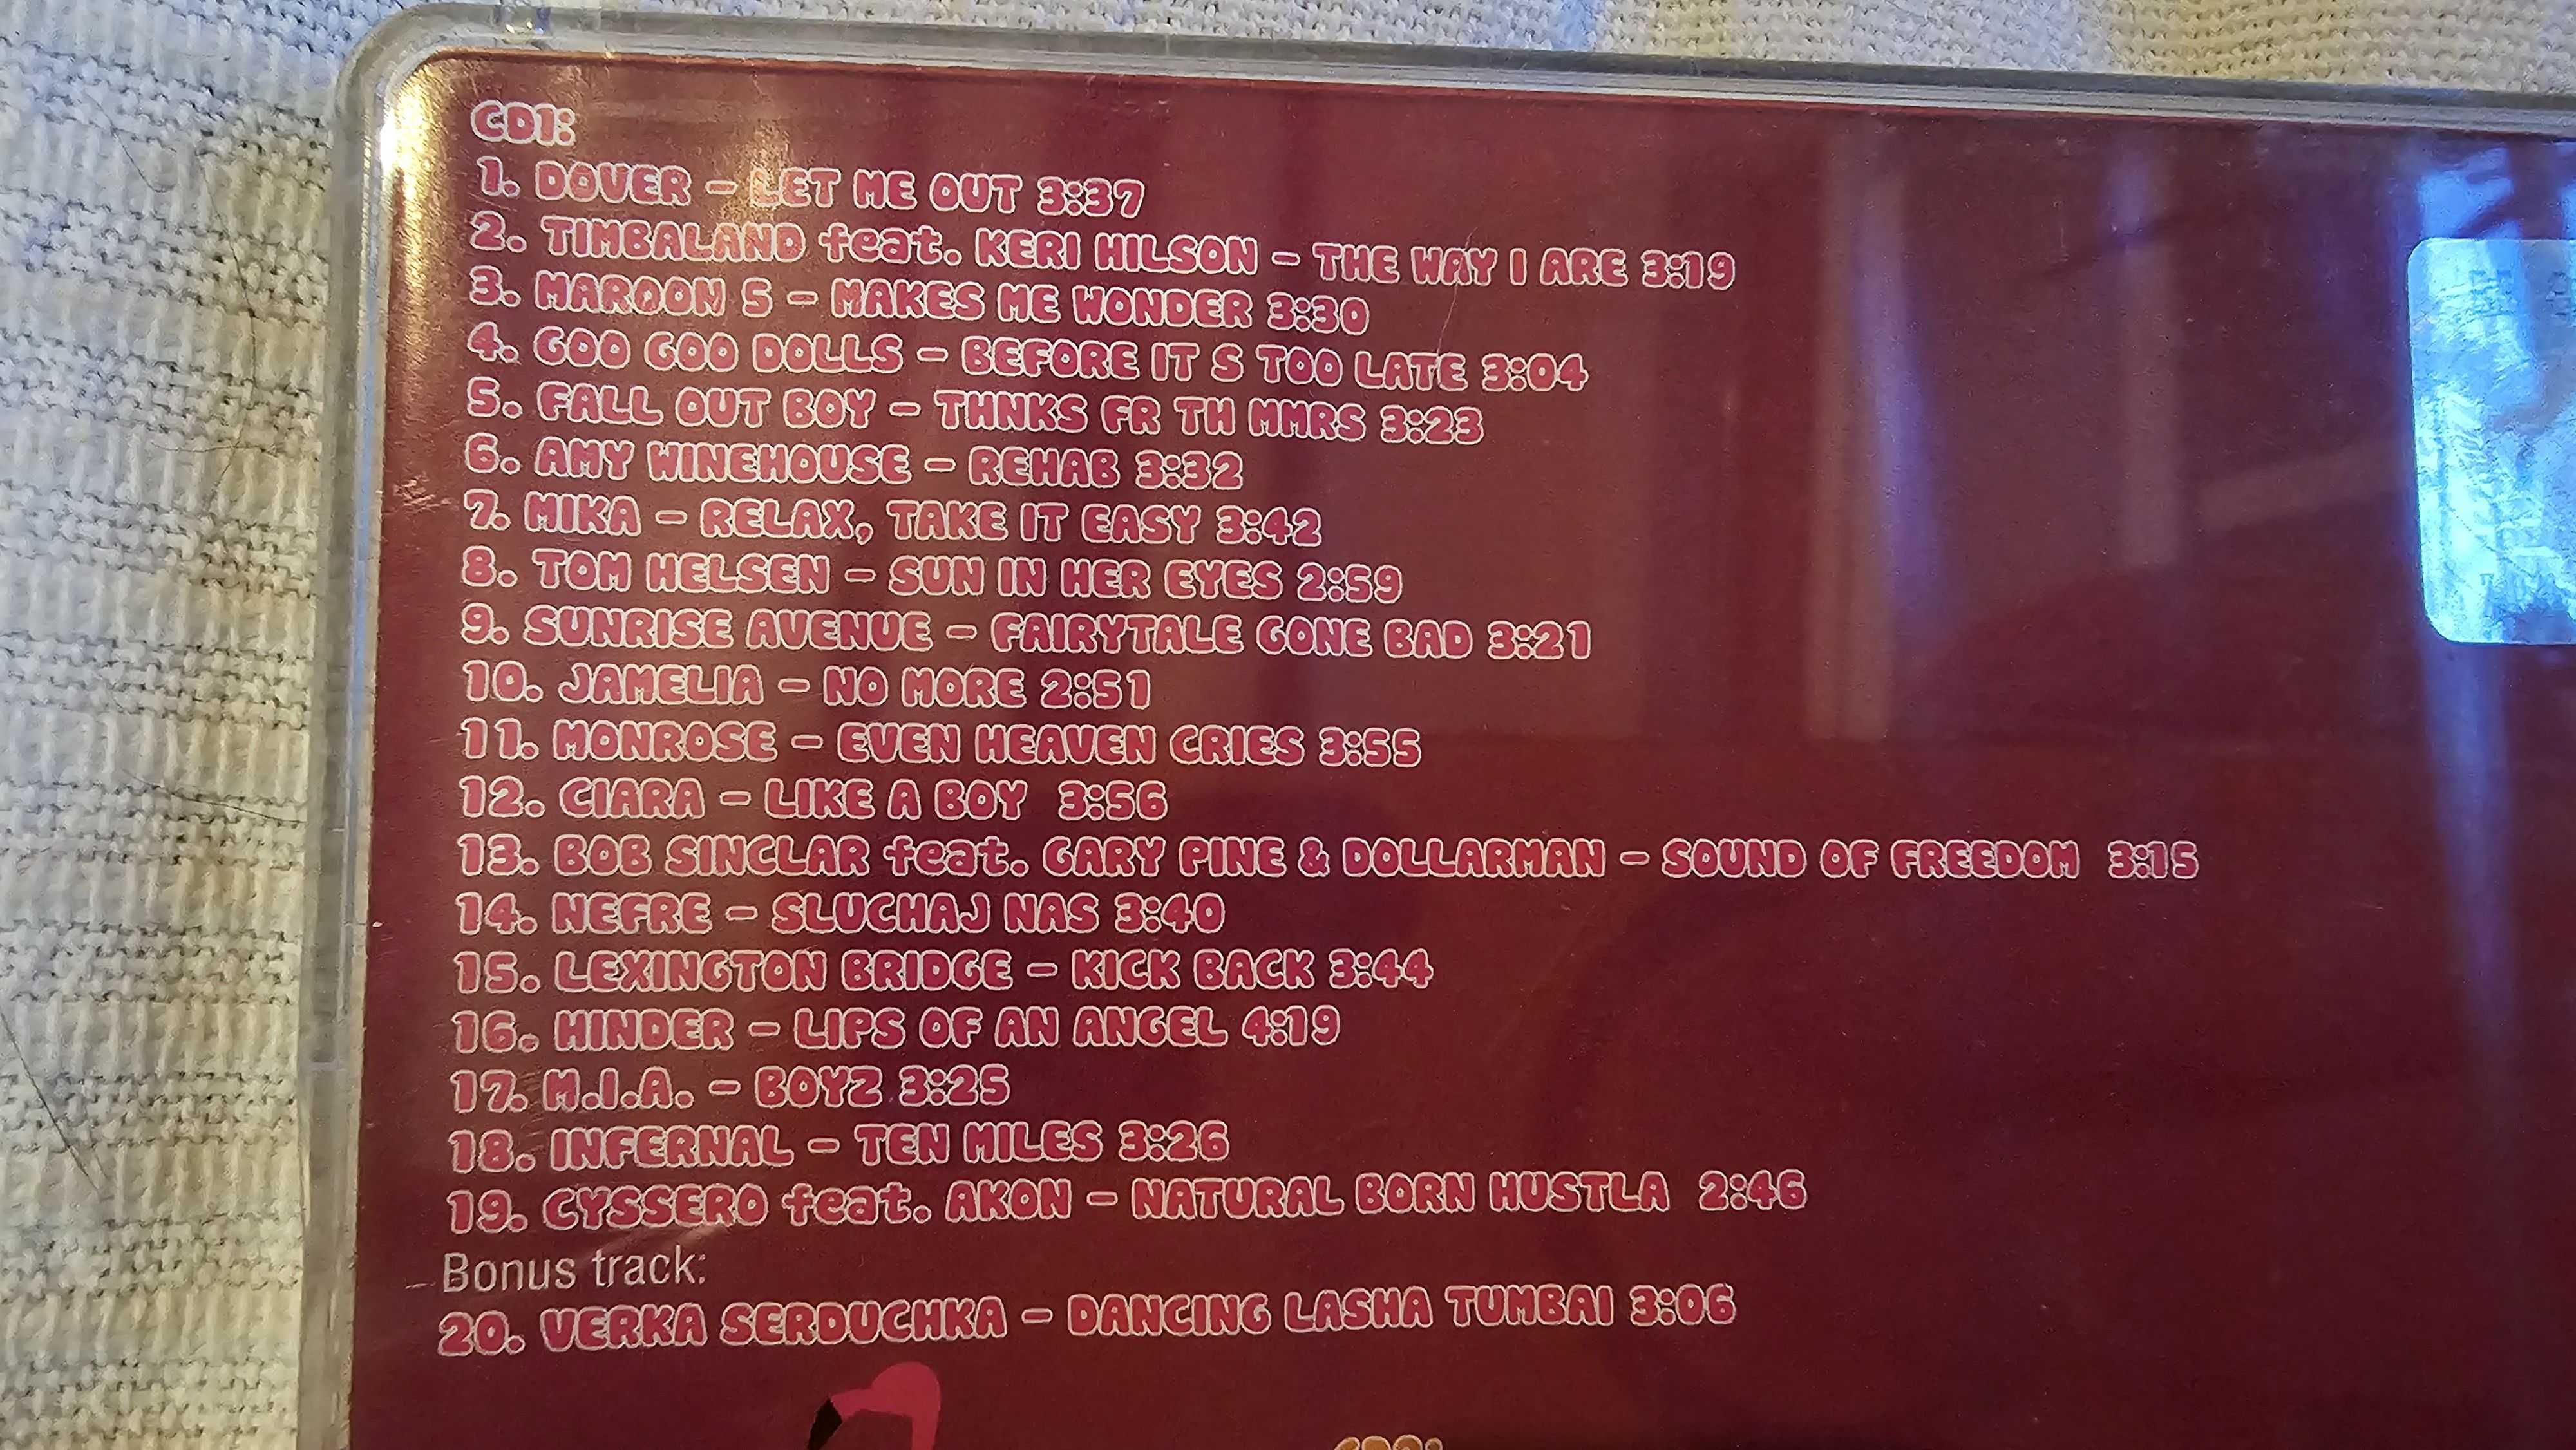 CD1:
1. DOVER – LET ME OUT 3:37
2. TIMBALAND feat. KERI HILSON – THE WAY I ARE 3:19
3. MAROON 5 – MAKES ME WONDER 3:30
4. GOO GOO DOLLS – BEFORE IT S TOO LATE 3:04
5. FALL OUT BOY – THNKS FR TH MMRS 3:23
6. AMY WINEHOUSE – REHAB 3:32
7. MIKA – RELAX, TAKE IT EASY 3:42
8. TOM HELSEN – SUN IN HER EYES 2:59
9. SUNRISE AVENUE – FAIRYTALE GONE BAD 3:21
10. JAMELIA – NO MORE 2:51
11. MONROSE – EVEN HEAVEN CRIES 3:55
12. CIARA – LIKE A BOY 3:56
13. BOB SINCLAR feat. GARY PINE & DOLLARMAN – SOUND OF FREEDOM 3:15
14. NEFRE – SLUCHAJ NAS 3:40
15. LEXINGTON BRIDGE – KICK BACK 3:44
16. HINDER – LIPS OF AN ANGEL 4:19
17. M.I.A. – BOYZ 3:25
18. INFERNAL – TEN MILES 3:26
19. CYSSERO feat. AKON – NATURAL BORN HUSTLA 2:46
Bonus track:
20. VERKA SERDUCHKA – DANCING LASHA TUMBAI 3:06